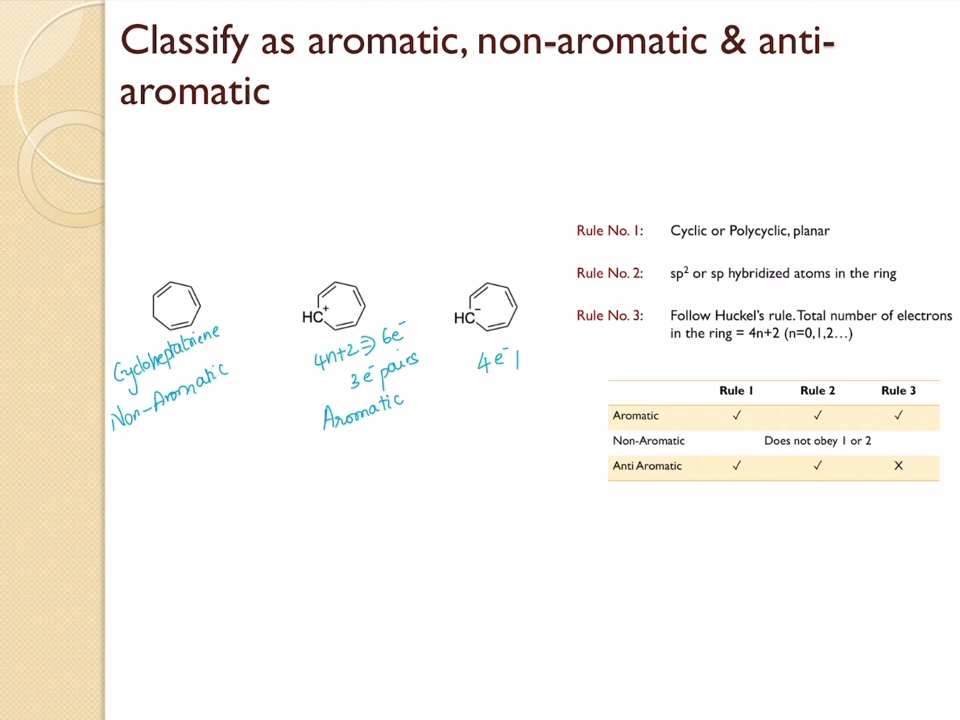 Classify as aromatic, non-aromatic & anti-
aromatic
Rule No. 1: Cyclic or Polycyclic, planar
Rule No. 2: sp² or sp hybridized atoms in the ring
Rule No. 3: Follow Huckel's rule. Total number of electrons
in the ring = 4n+2 (n=0,1,2...)
HC+
HC-
Cycloheptatriene
Non-Aromatic
4n+2 ⇒ 6e-
3e- pairs
Aromatic
4e- |
Rule 1 Rule 2 Rule 3
Aromatic ✓ ✓ ✓
Non-Aromatic Does not obey 1 or 2
Anti Aromatic ✓ ✓ X